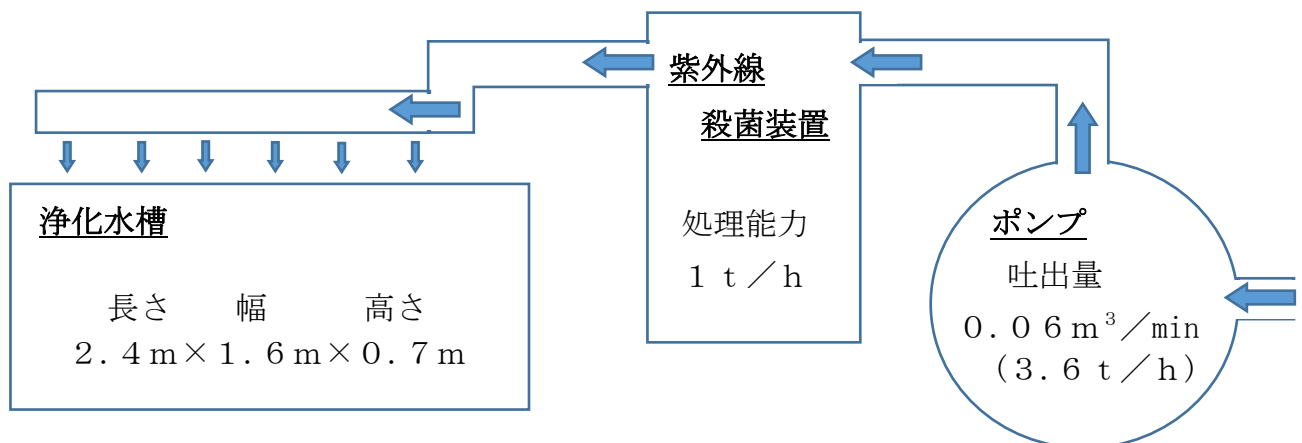 紫外線
殺菌装置
処理能力
１ｔ／ｈ
浄化水槽
長さ　幅　高さ
２.４ｍ×１.６ｍ×０.７ｍ
ポンプ
吐出量
０.０６ｍ³／min
(３.６ｔ／ｈ)